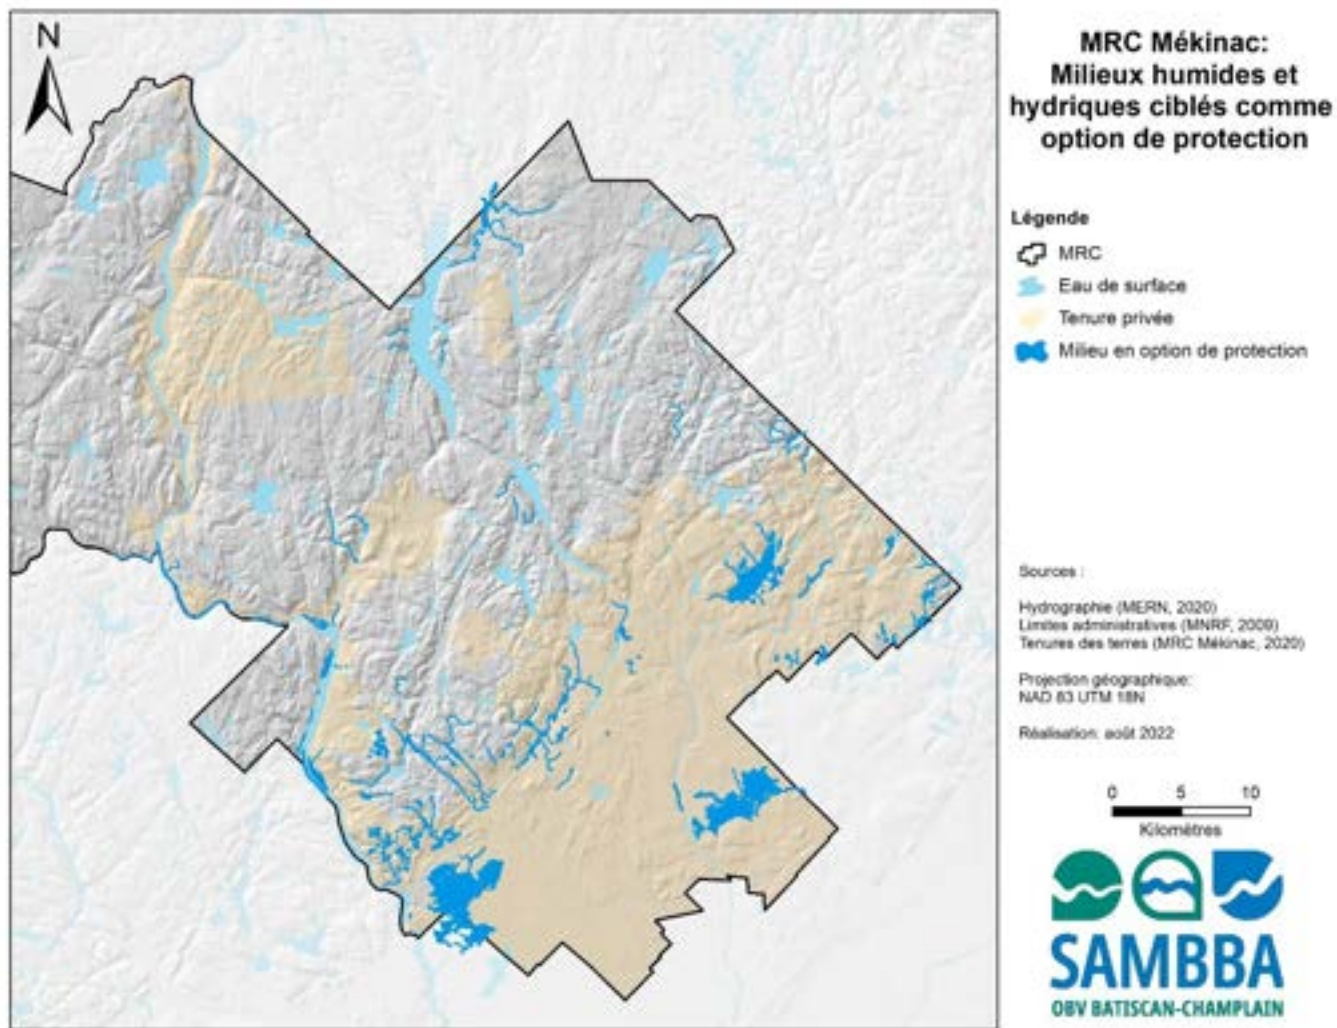 N
MRC Mékinac:
Milieux humides et
hydriques ciblés comme
option de protection
Légende
MRC
Eau de surface
Tenure privée
Milieu en option de protection
Sources :
Hydrographie (MERN, 2020)
Limites administratives (MNRF, 2009)
Tenures des terres (MRC Mékinac, 2020)
Projection géographique:
NAD 83 UTM 18N
Réalisation: août 2022
0 5 10
Kilomètres
SAMBBA
OBV BATISCAN-CHAMPLAIN